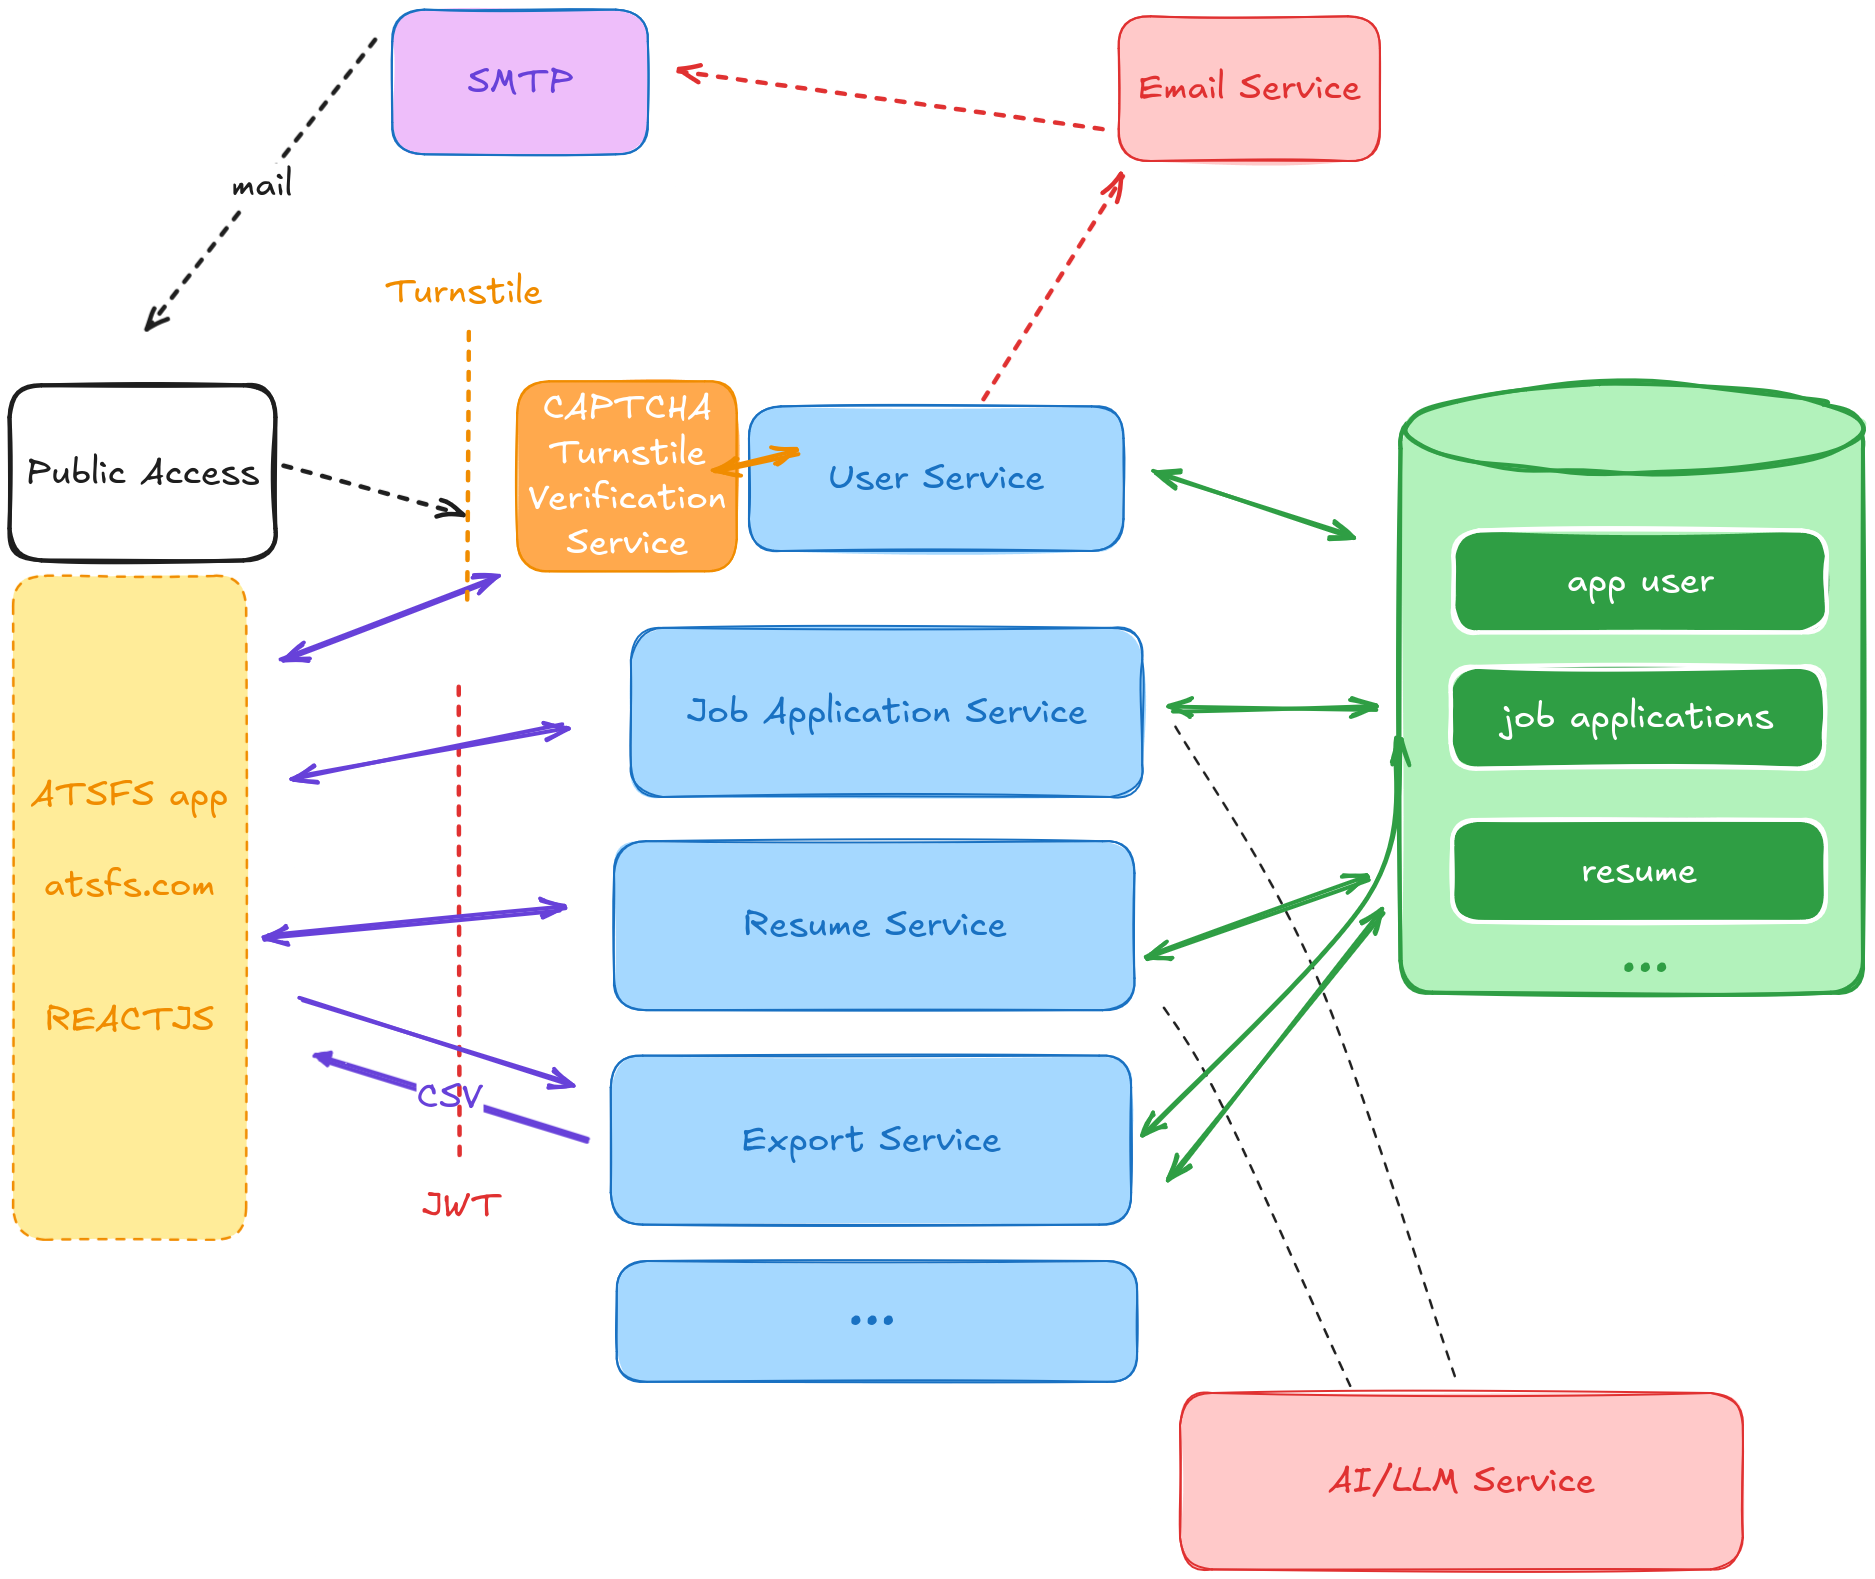 SMTP
Email Service
mail
Turnstile
CAPTCHA
Turnstile
Verification
Service
User Service
Public Access
app user
Job Application Service
job applications
ATSFS app
atsfs.com
REACTJS
Resume Service
resume
...
CSV
Export Service
JWT
...
AI/LLM Service